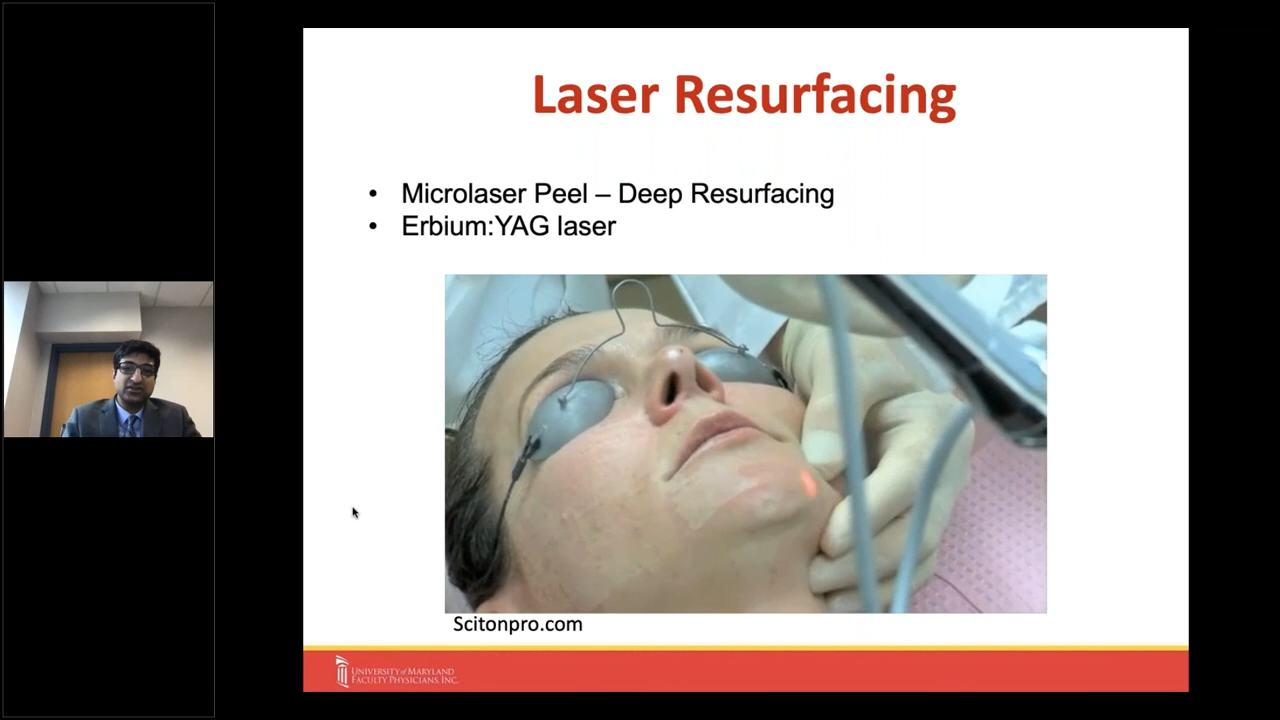 Laser Resurfacing
• Microlaser Peel – Deep Resurfacing
• Erbium:YAG laser
Scitonpro.com
UNIVERSITY of MARYLAND
FACULTY PHYSICIANS, INC.